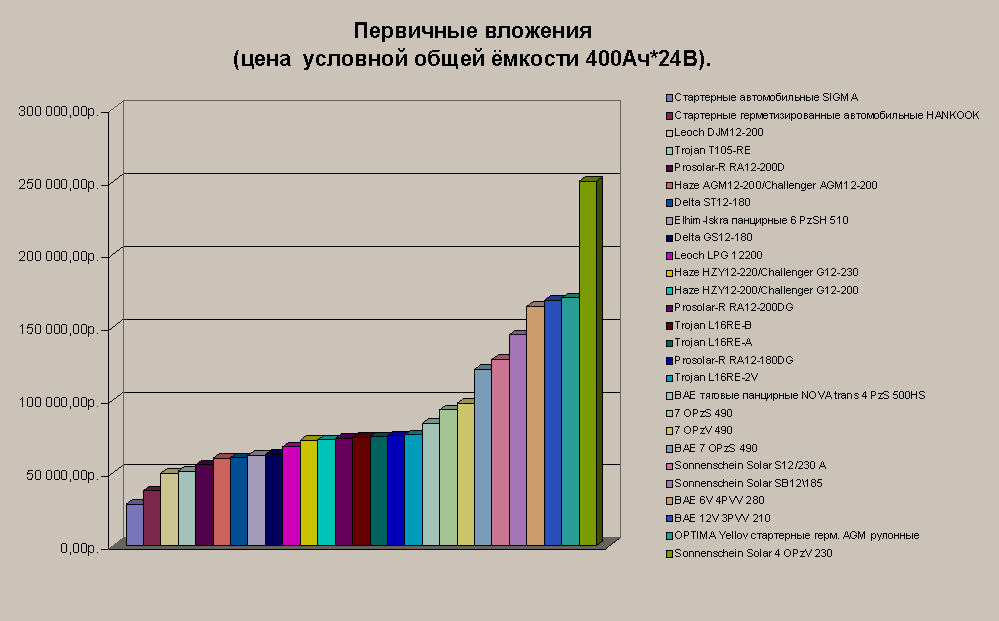 Первичные вложения
(цена условной общей ёмкости 400Ач*24В).
300 000,00р.
250 000,00р.
200 000,00р.
150 000,00р.
100 000,00р.
50 000,00р.
0,00р.
Стартерные автомобильные SIGMA
Стартерные герметизированные автомобильные HANKOOK
Leoch DJM12-200
Trojan T105-RE
Prosolar-R RA12-200D
Haze AGM12-200/Challenger AGM12-200
Delta ST12-180
Elhim-Iskra панцирные 6 PzSH 510
Delta GS12-180
Leoch LPG 12200
Haze HZY12-220/Challenger G12-230
Haze HZY12-200/Challenger G12-200
Prosolar-R RA12-200DG
Trojan L16RE-B
Trojan L16RE-A
Prosolar-R RA12-180DG
Trojan L16RE-2V
BAE тяговые панцирные NOVAtrans 4 PzS 500HS
7 OPzS 490
7 OPzV 490
BAE 7 OPzS 490
Sonnenschein Solar S12/230 A
Sonnenschein Solar SB12\185
BAE 6V 4PVV 280
BAE 12V 3PVV 210
OPTIMA Yellov стартерные герм. AGM рулонные
Sonnenschein Solar 4 OPzV 230